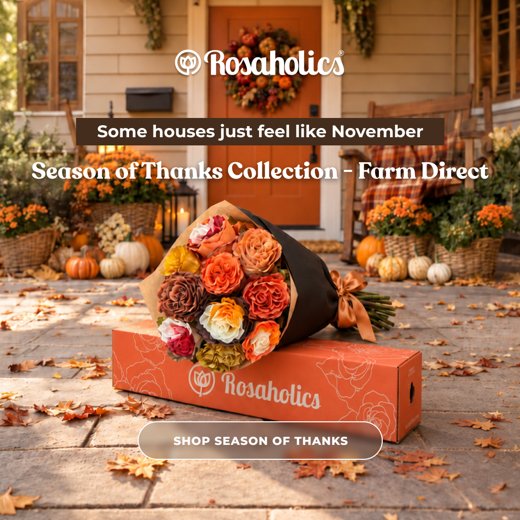 Rosaholics®
Some houses just feel like November
Season of Thanks Collection - Farm Direct
Rosaholics
SHOP SEASON OF THANKS